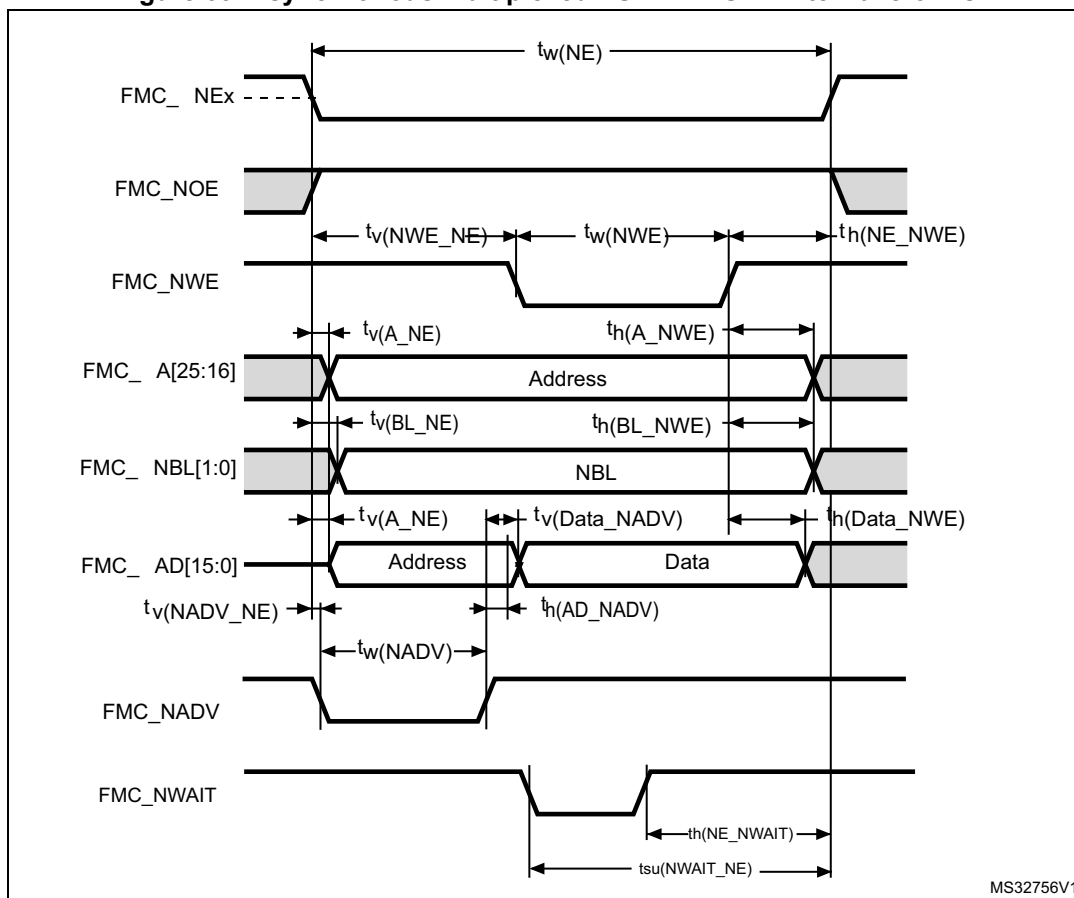 tw(NE)
FMC_ NEx
FMC_NOE
tv(NWE_NE)
tw(NWE)
th(NE_NWE)
FMC_NWE
tv(A_NE)
th(A_NWE)
FMC_ A[25:16]
Address
tv(BL_NE)
th(BL_NWE)
FMC_ NBL[1:0]
NBL
tv(A_NE)
tv(Data_NADV)
th(Data_NWE)
FMC_ AD[15:0]
Address
Data
tv(NADV_NE)
th(AD_NADV)
tw(NADV)
FMC_NADV
FMC_NWAIT
th(NE_NWAIT)
tsu(NWAIT_NE)
MS32756V1